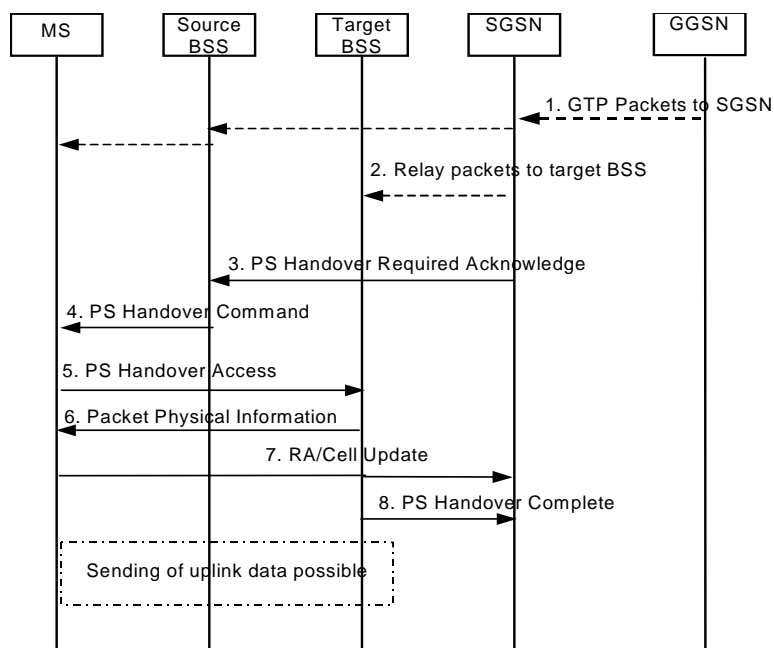 MS
Source
BSS
Target
BSS
SGSN
GGSN
1. GTP Packets to SGSN
2. Relay packets to target BSS
3. PS Handover Required Acknowledge
4. PS Handover Command
5. PS Handover Access
6. Packet Physical Information
7. RA/Cell Update
8. PS Handover Complete
Sending of uplink data possible